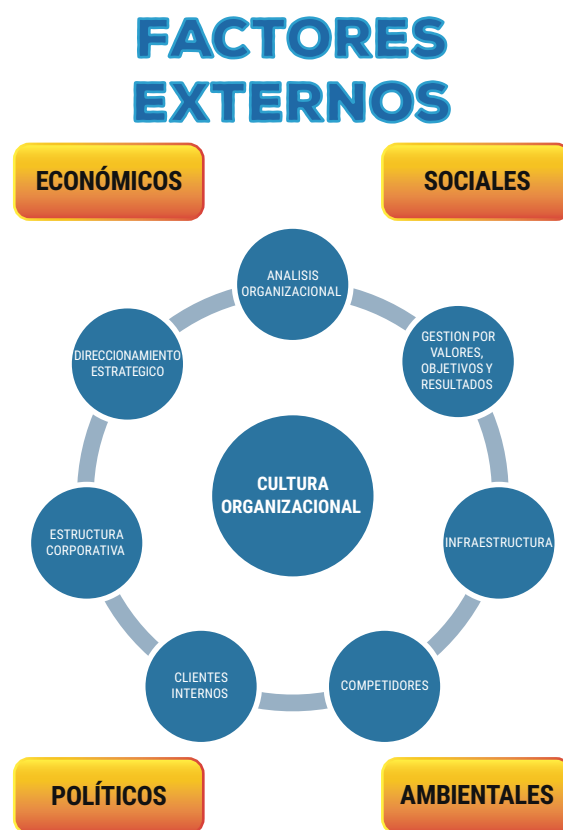 FACTORES
EXTERNOS
ECONÓMICOS
SOCIALES
ANALISIS
ORGANIZACIONAL
GESTION POR
VALORES,
OBJETIVOS Y
RESULTADOS
DIRECCIONAMIENTO
ESTRATEGICO
CULTURA
ORGANIZACIONAL
ESTRUCTURA
CORPORATIVA
INFRAESTRUCTURA
CLIENTES
INTERNOS
COMPETIDORES
POLÍTICOS
AMBIENTALES